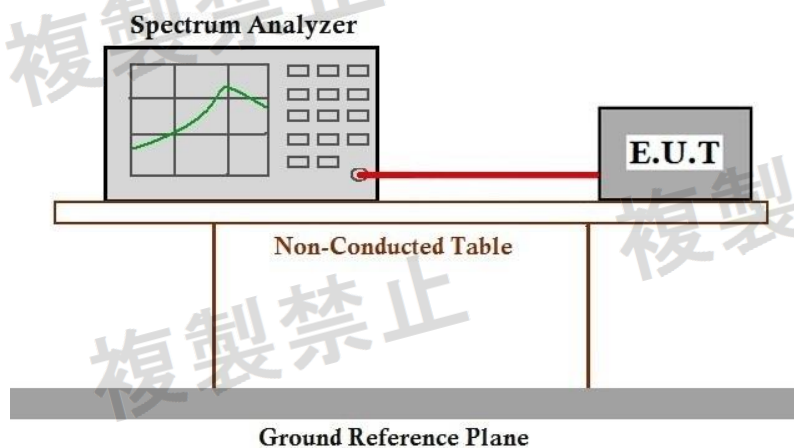 複製禁止
Spectrum Analyzer
E.U.T
複製
Non-Conducted Table
複製禁止
Ground Reference Plane